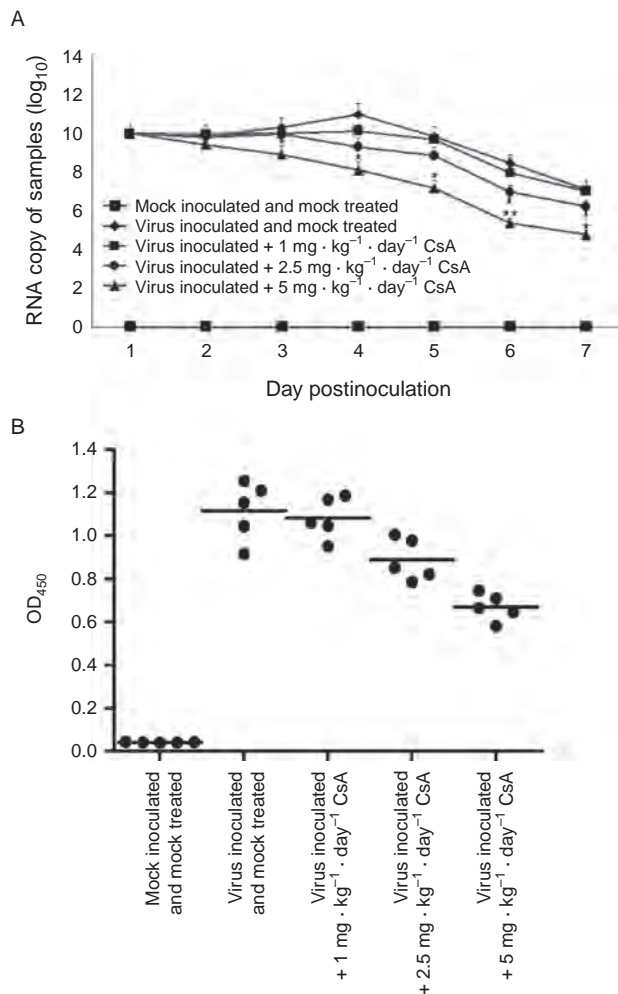 A
RNA copy of samples (log₁₀)
14
12
10
8
6
4
2
0
*
*
*
**
*
Mock inoculated and mock treated
Virus inoculated and mock treated
Virus inoculated + 1 mg · kg⁻¹ · day⁻¹ CsA
Virus inoculated + 2.5 mg · kg⁻¹ · day⁻¹ CsA
Virus inoculated + 5 mg · kg⁻¹ · day⁻¹ CsA
1 2 3 4 5 6 7
Day postinoculation
B
OD₄₅₀
1.4
1.2
1.0
0.8
0.6
0.4
0.2
0.0
Mock inoculated
and mock treated
Virus inoculated
and mock treated
Virus inoculated
+ 1 mg · kg⁻¹ · day⁻¹ CsA
Virus inoculated
+ 2.5 mg · kg⁻¹ · day⁻¹ CsA
Virus inoculated
+ 5 mg · kg⁻¹ · day⁻¹ CsA